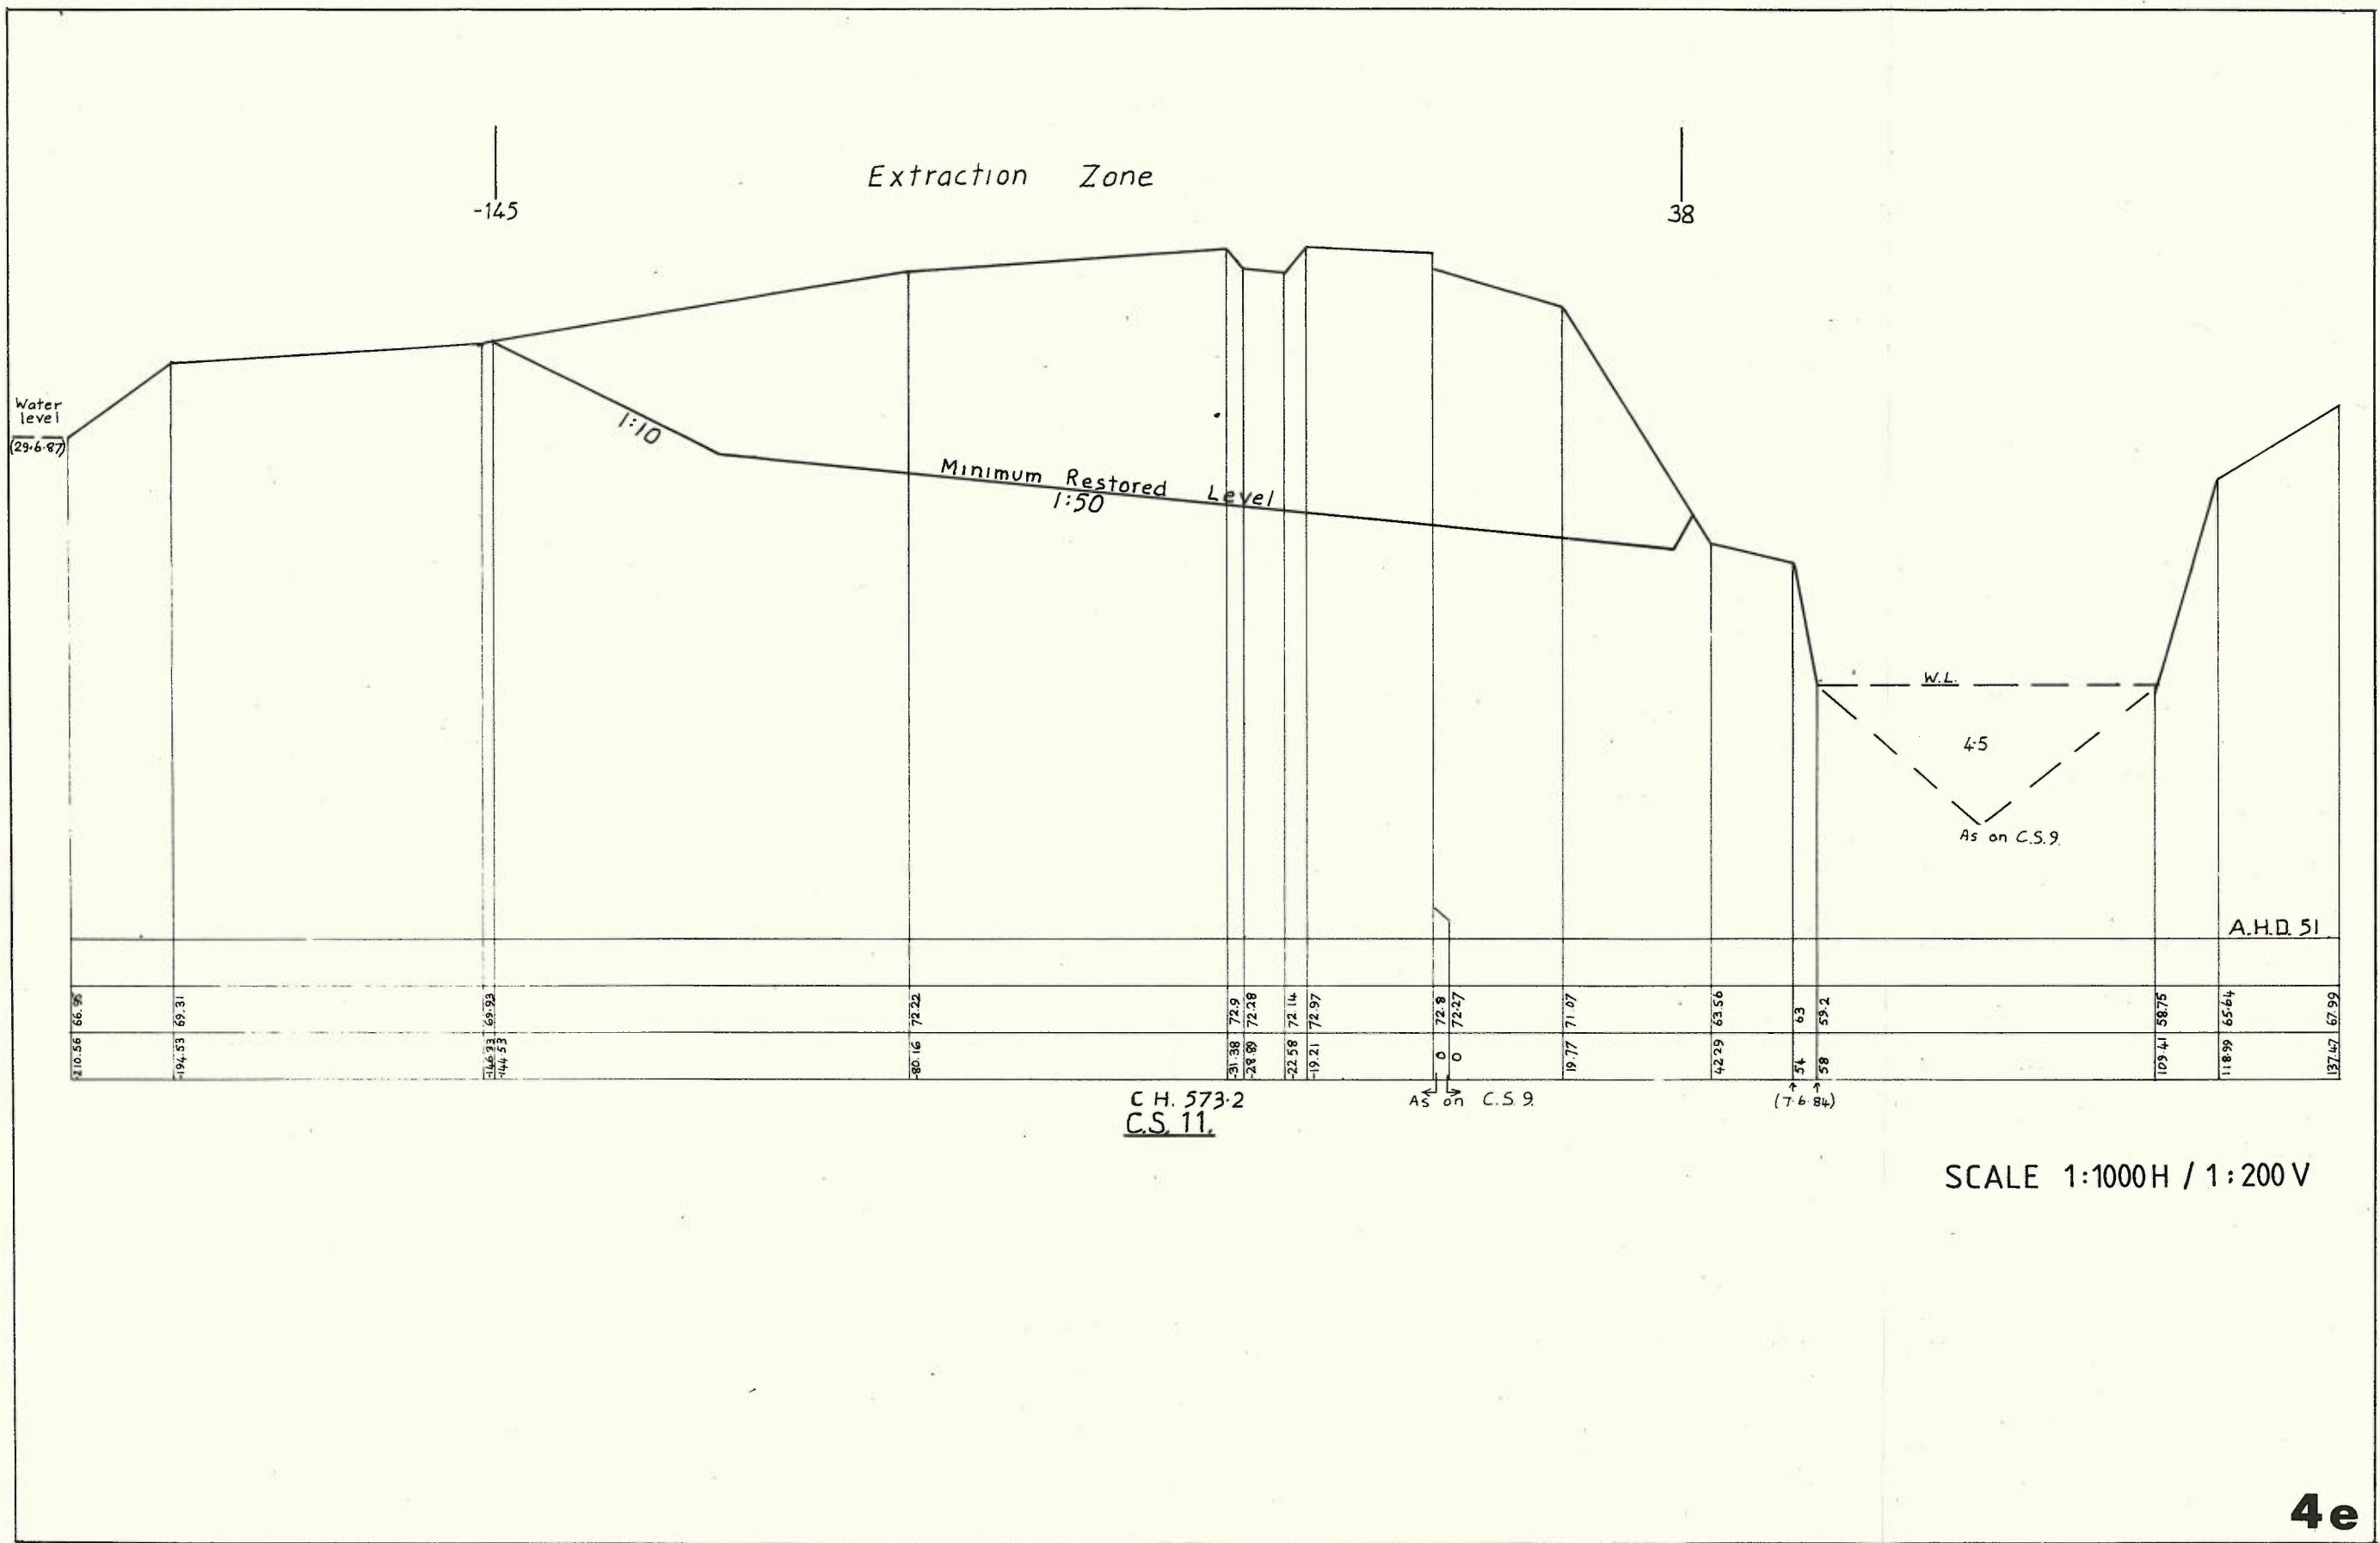 Extraction Zone
-145
38
Water
level
(29.6.87)
1:10
Minimum Restored Level
1:50
W.L.
4.5
As on C.S.9.
A.H.D. 51
66.95 69.31 69.93 72.22 72.9 72.28 72.14 72.97 72.8 72.27 71.07 63.56 63 59.2 58.75 65.64 67.99
-210.56 -194.53 -146.33 -144.53 -80.16 -31.38 -28.89 -22.58 -19.21 0 0 19.77 42.29 54 58 109.41 118.99 137.47
As on C.S.9.
(7.6.84)
CH. 573.2
C.S. 11.
SCALE 1:1000H / 1:200V
4e